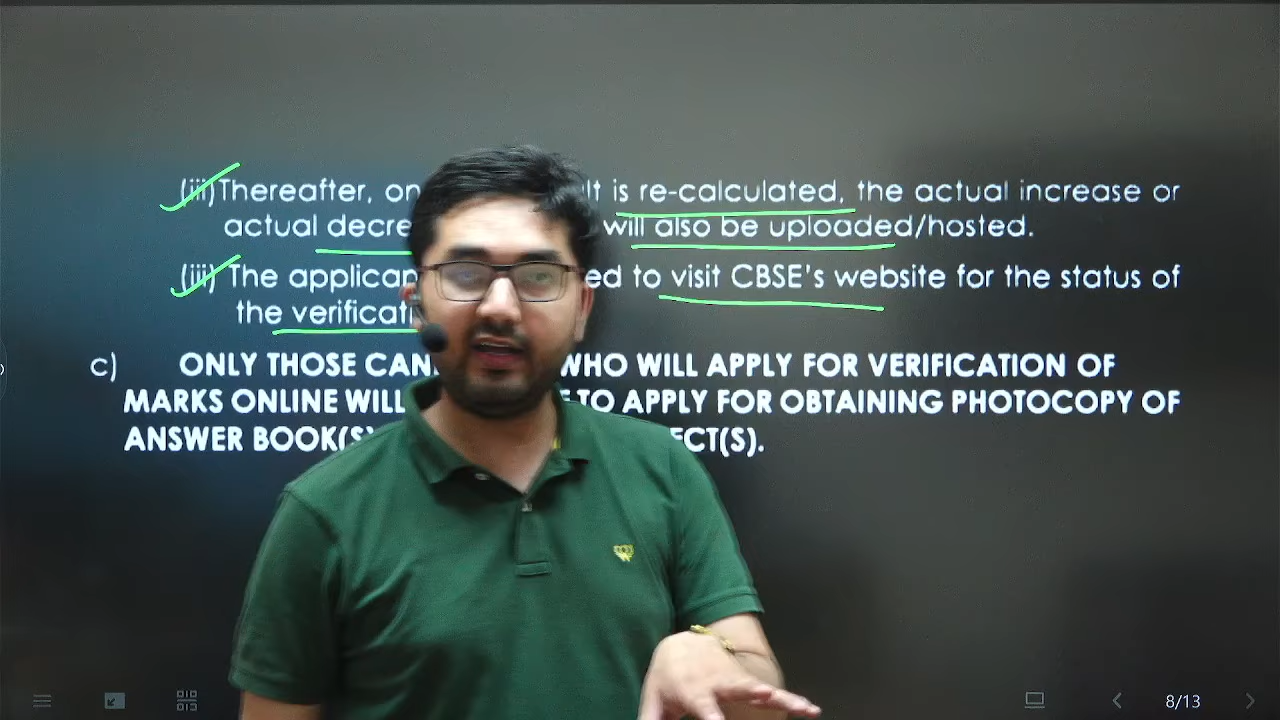 (iii)Thereafter, on lt is re-calculated, the actual increase or
actual decre will also be uploaded/hosted.
(iii) The applican ed to visit CBSE's website for the status of
the verificati
c) ONLY THOSE CAN WHO WILL APPLY FOR VERIFICATION OF
MARKS ONLINE WILL TO APPLY FOR OBTAINING PHOTOCOPY OF
ANSWER BOOK(S) ECT(S).
8/13